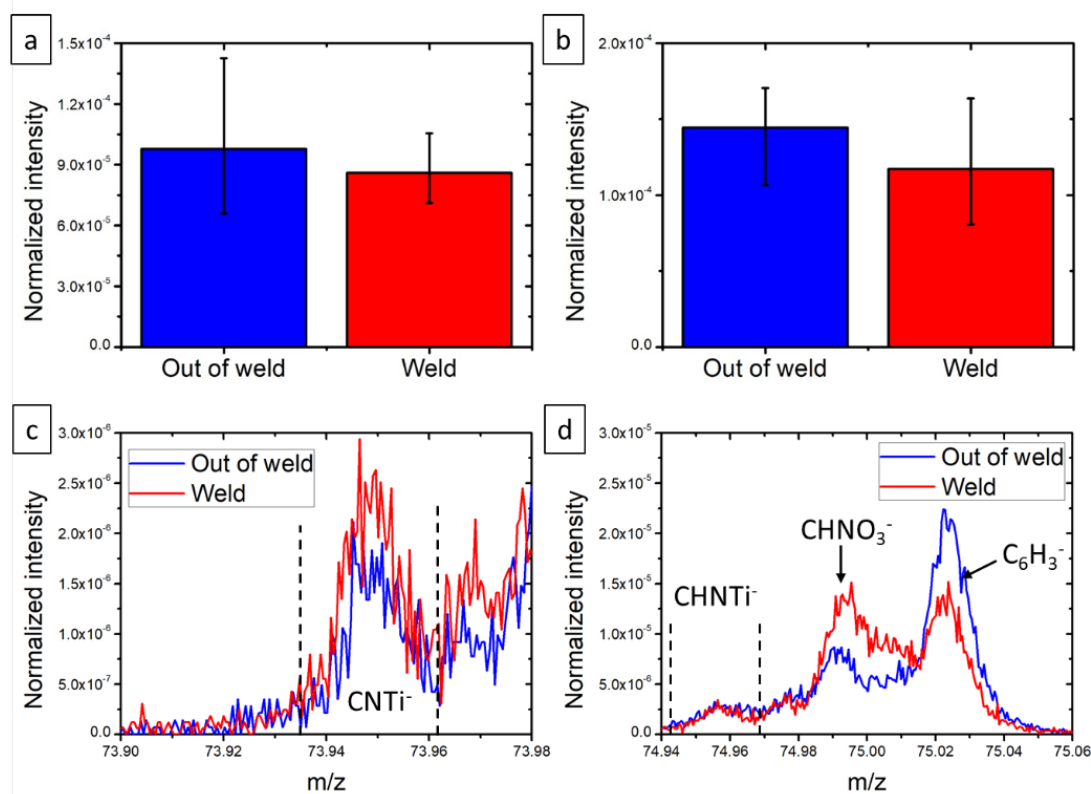 a
1.5x10⁻⁴
1.2x10⁻⁴
9.0x10⁻⁵
6.0x10⁻⁵
3.0x10⁻⁵
0.0
Normalized intensity
Out of weld
Weld
b
2.0x10⁻⁴
1.0x10⁻⁴
0.0
Normalized intensity
Out of weld
Weld
c
3.0x10⁻⁶
2.5x10⁻⁶
2.0x10⁻⁶
1.5x10⁻⁶
1.0x10⁻⁶
5.0x10⁻⁷
0.0
Normalized intensity
Out of weld
Weld
CNTi⁻
73.90 73.92 73.94 73.96 73.98
m/z
d
3.0x10⁻⁵
2.5x10⁻⁵
2.0x10⁻⁵
1.5x10⁻⁵
1.0x10⁻⁵
5.0x10⁻⁶
0.0
Normalized intensity
Out of weld
Weld
CHNO₃⁻
C₆H₃⁻
CHNTi⁻
74.94 74.96 74.98 75.00 75.02 75.04 75.06
m/z